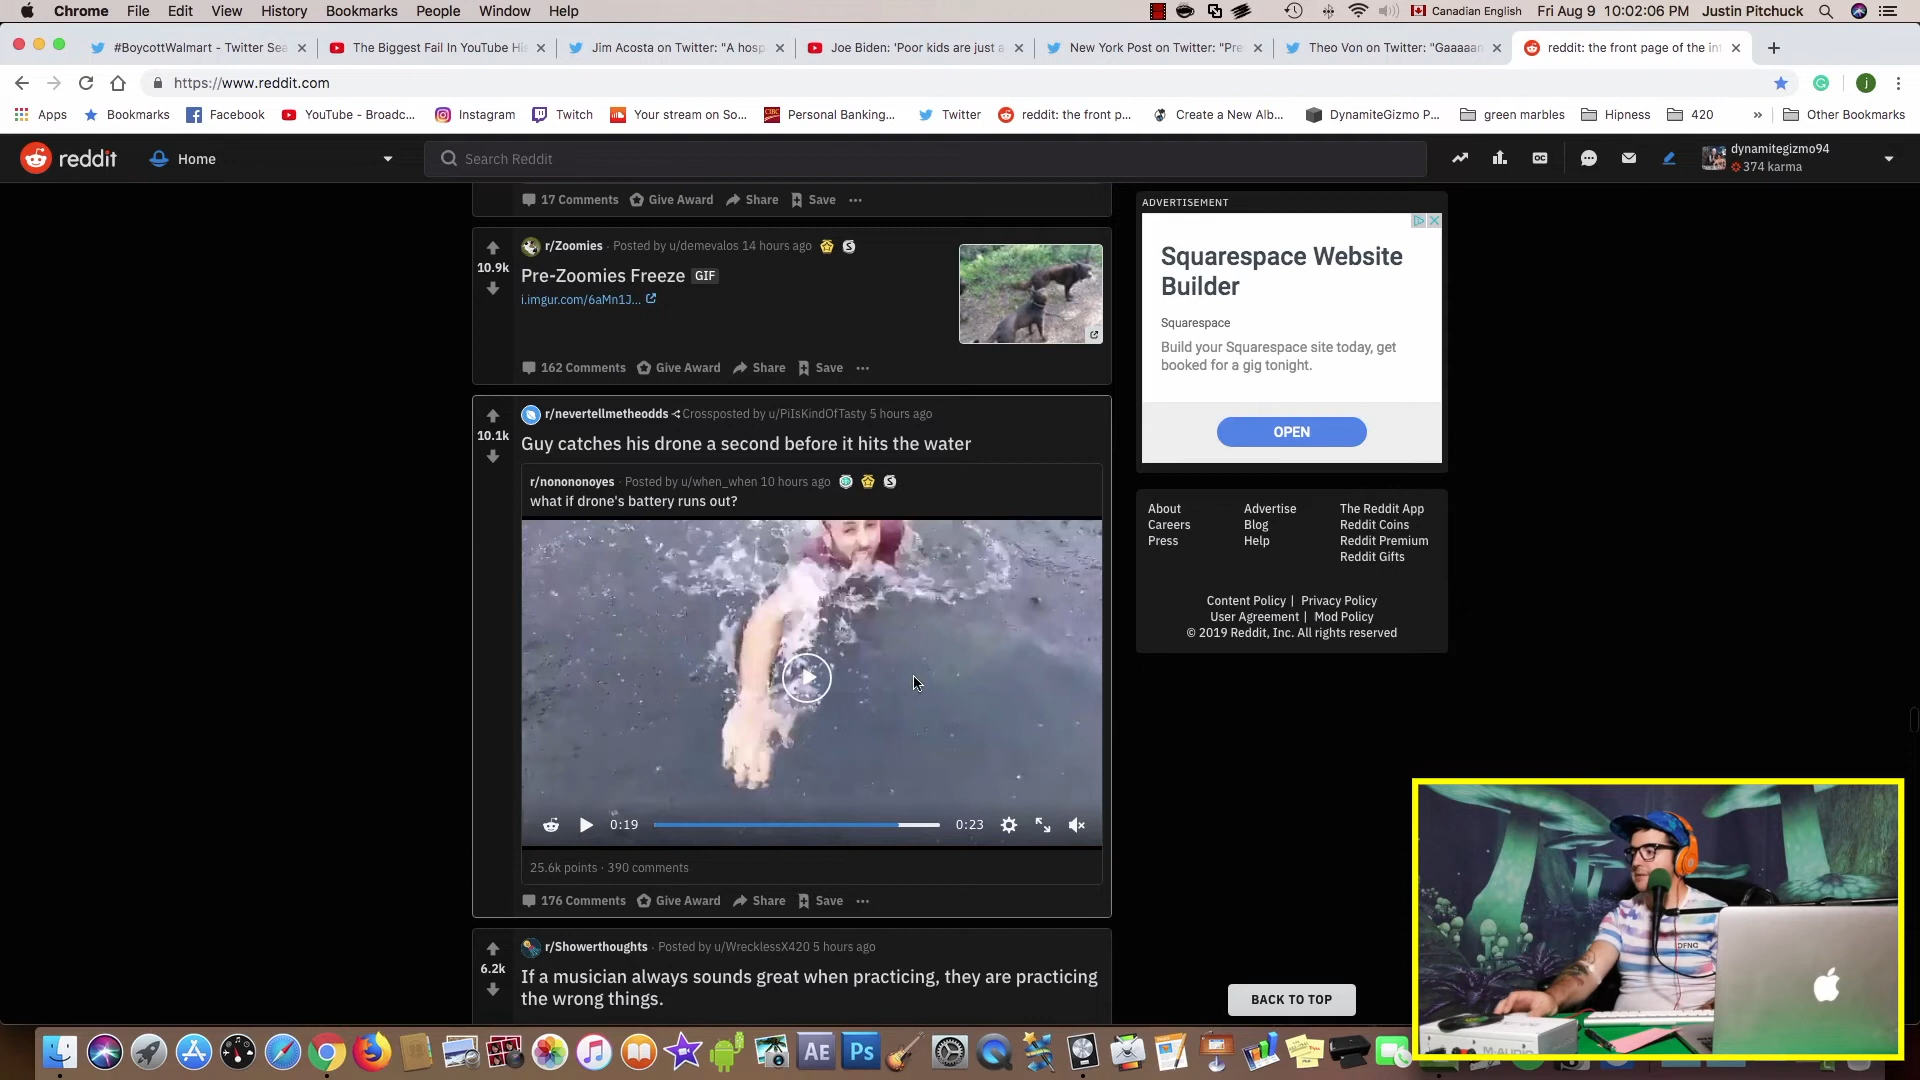 Chrome File Edit View History Bookmarks People Window Help Canadian English Fri Aug 9 10:02:06 PM Justin Pitchuck
#BoycottWalmart - Twitter Sea The Biggest Fail In YouTube His Jim Acosta on Twitter: "A hosp Joe Biden: 'Poor kids are just a New York Post on Twitter: "Pre Theo Von on Twitter: "Gaaaaan reddit: the front page of the in
https://www.reddit.com
Apps Bookmarks Facebook YouTube - Broadc... Instagram Twitch Your stream on So... Personal Banking... Twitter reddit: the front p... Create a New Alb... DynamiteGizmo P... green marbles Hipness 420 » Other Bookmarks
reddit Home Search Reddit dynamitegizmo94
374 karma
17 Comments Give Award Share Save
r/Zoomies · Posted by u/demevalos 14 hours ago
10.9k
Pre-Zoomies Freeze GIF
i.imgur.com/6aMn1J...
162 Comments Give Award Share Save
r/nevertellmetheodds Crossposted by u/PiIsKindOfTasty 5 hours ago
10.1k
Guy catches his drone a second before it hits the water
r/nonononoyes · Posted by u/when_when 10 hours ago
what if drone's battery runs out?
0:19 0:23
25.6k points · 390 comments
176 Comments Give Award Share Save
r/Showerthoughts · Posted by u/WrecklessX420 5 hours ago
6.2k
If a musician always sounds great when practicing, they are practicing
the wrong things.
ADVERTISEMENT
Squarespace Website
Builder
Squarespace
Build your Squarespace site today, get
booked for a gig tonight.
OPEN
About Advertise The Reddit App
Careers Blog Reddit Coins
Press Help Reddit Premium
Reddit Gifts
Content Policy | Privacy Policy
User Agreement | Mod Policy
© 2019 Reddit, Inc. All rights reserved
BACK TO TOP
DFNG
M-AUDIO
AE Ps